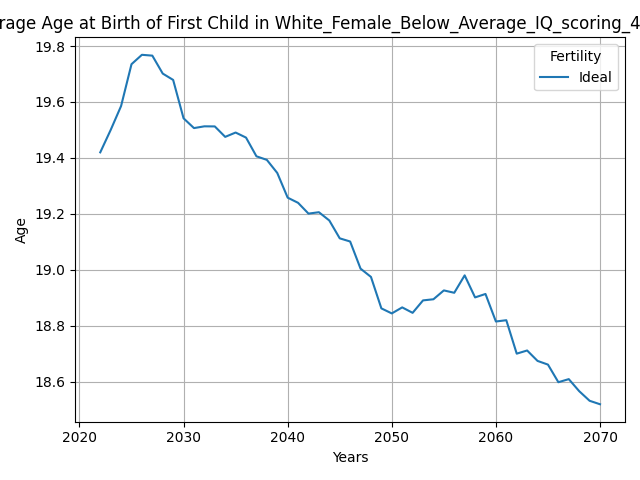 rage Age at Birth of First Child in White_Female_Below_Average_IQ_scoring_4
19.8
19.6
19.4
19.2
19.0
18.8
18.6
Age
Fertility
Ideal
2020 2030 2040 2050 2060 2070
Years